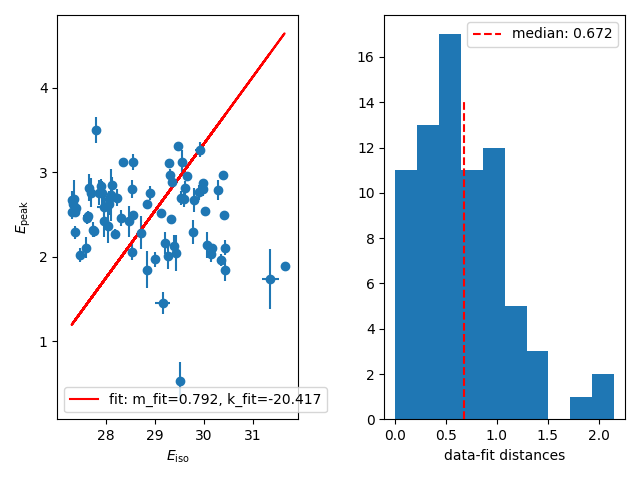 4
3
2
1
E_peak
28 29 30 31
E_iso
fit: m_fit=0.792, k_fit=-20.417
16
14
12
10
8
6
4
2
0
0.0 0.5 1.0 1.5 2.0
data-fit distances
median: 0.672